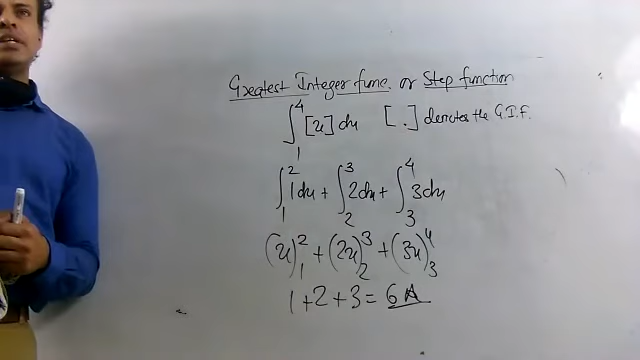 Greatest Integer func. or Step function
∫₁⁴ [x] dx [ . ] denotes the G.I.F.
∫₁² 1dx + ∫₂³ 2dx + ∫₃⁴ 3dx
(x)₁² + (2x)₂³ + (3x)₃⁴
1+2+3 = 6 A